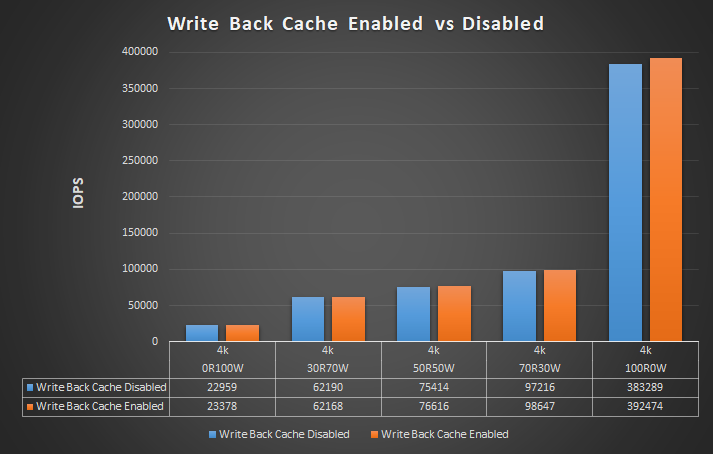 Write Back Cache Enabled vs Disabled
IOPS
400000
350000
300000
250000
200000
150000
100000
50000
0
4k 4k 4k 4k 4k
0R100W 30R70W 50R50W 70R30W 100R0W
Write Back Cache Disabled 22959 62190 75414 97216 383289
Write Back Cache Enabled 23378 62168 76616 98647 392474
Write Back Cache Disabled Write Back Cache Enabled